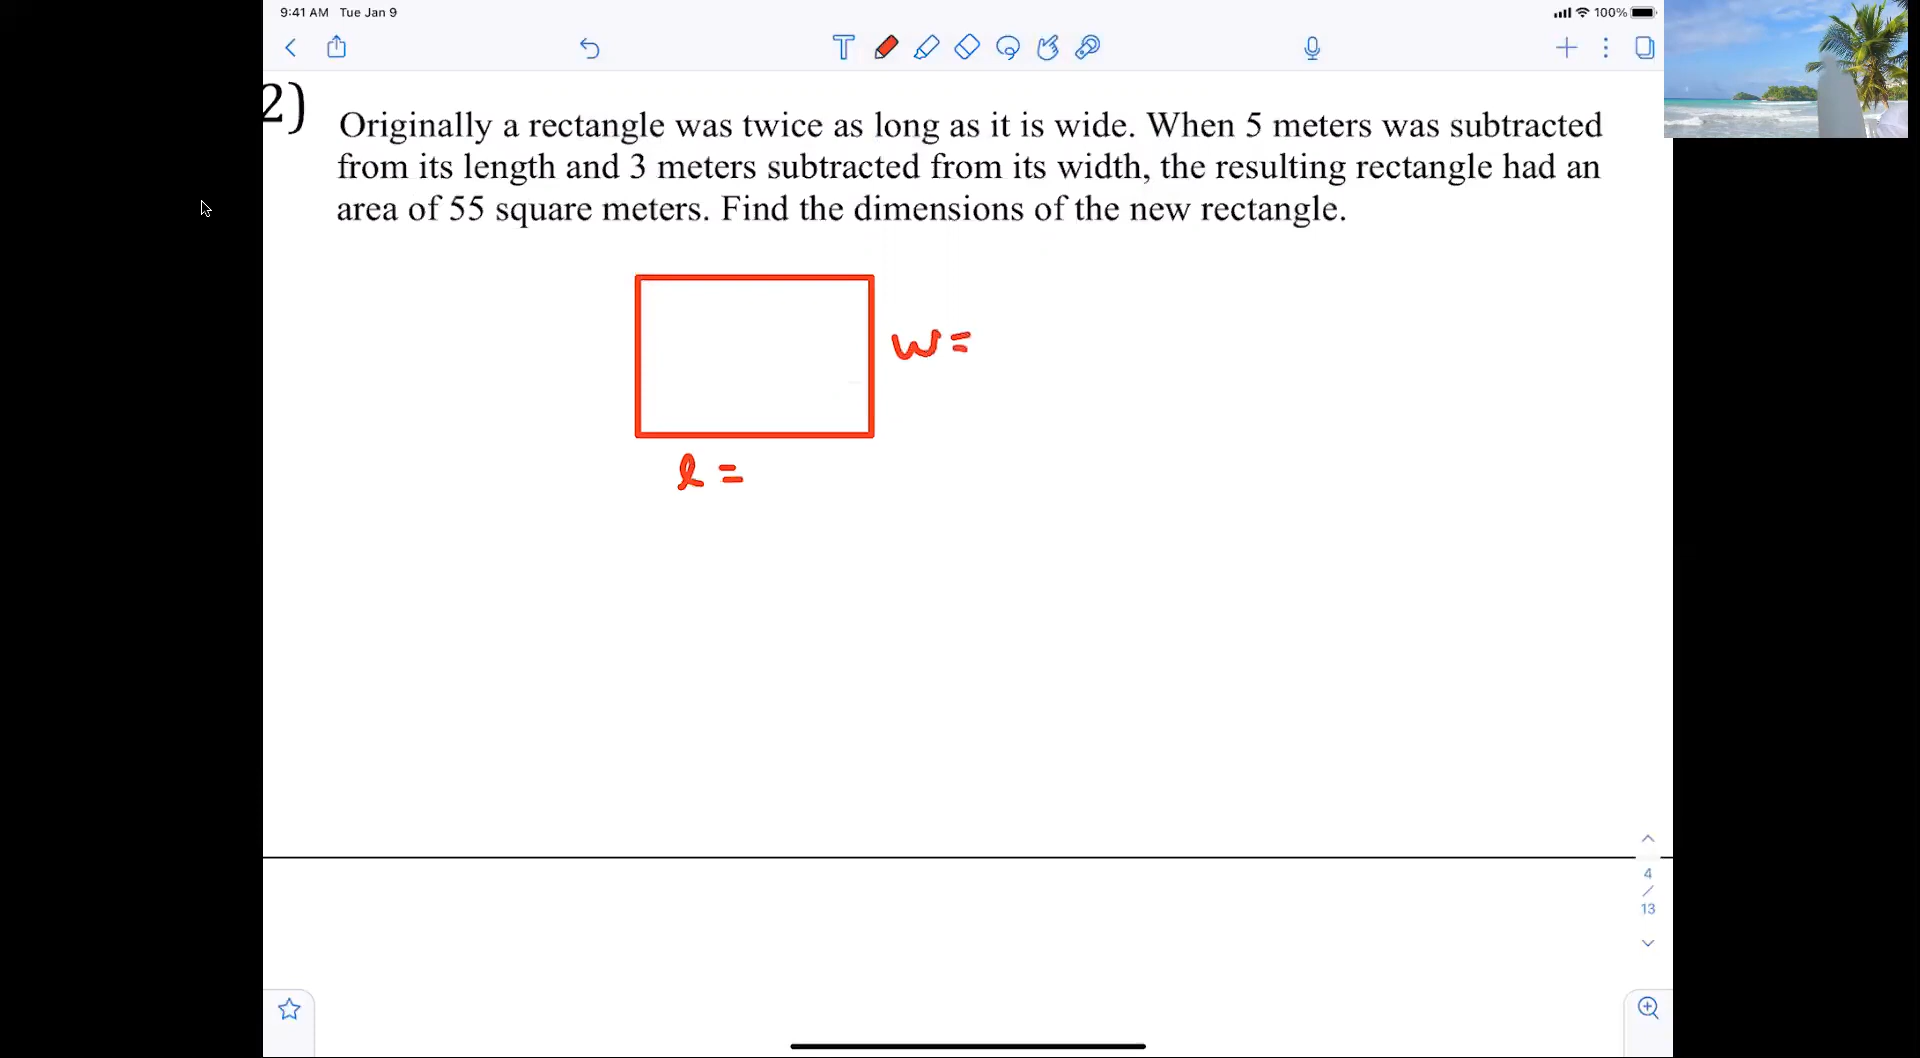 9:41 AM Tue Jan 9
100%
T
2)
Originally a rectangle was twice as long as it is wide. When 5 meters was subtracted
from its length and 3 meters subtracted from its width, the resulting rectangle had an
area of 55 square meters. Find the dimensions of the new rectangle.
w =
l =
4
/
13